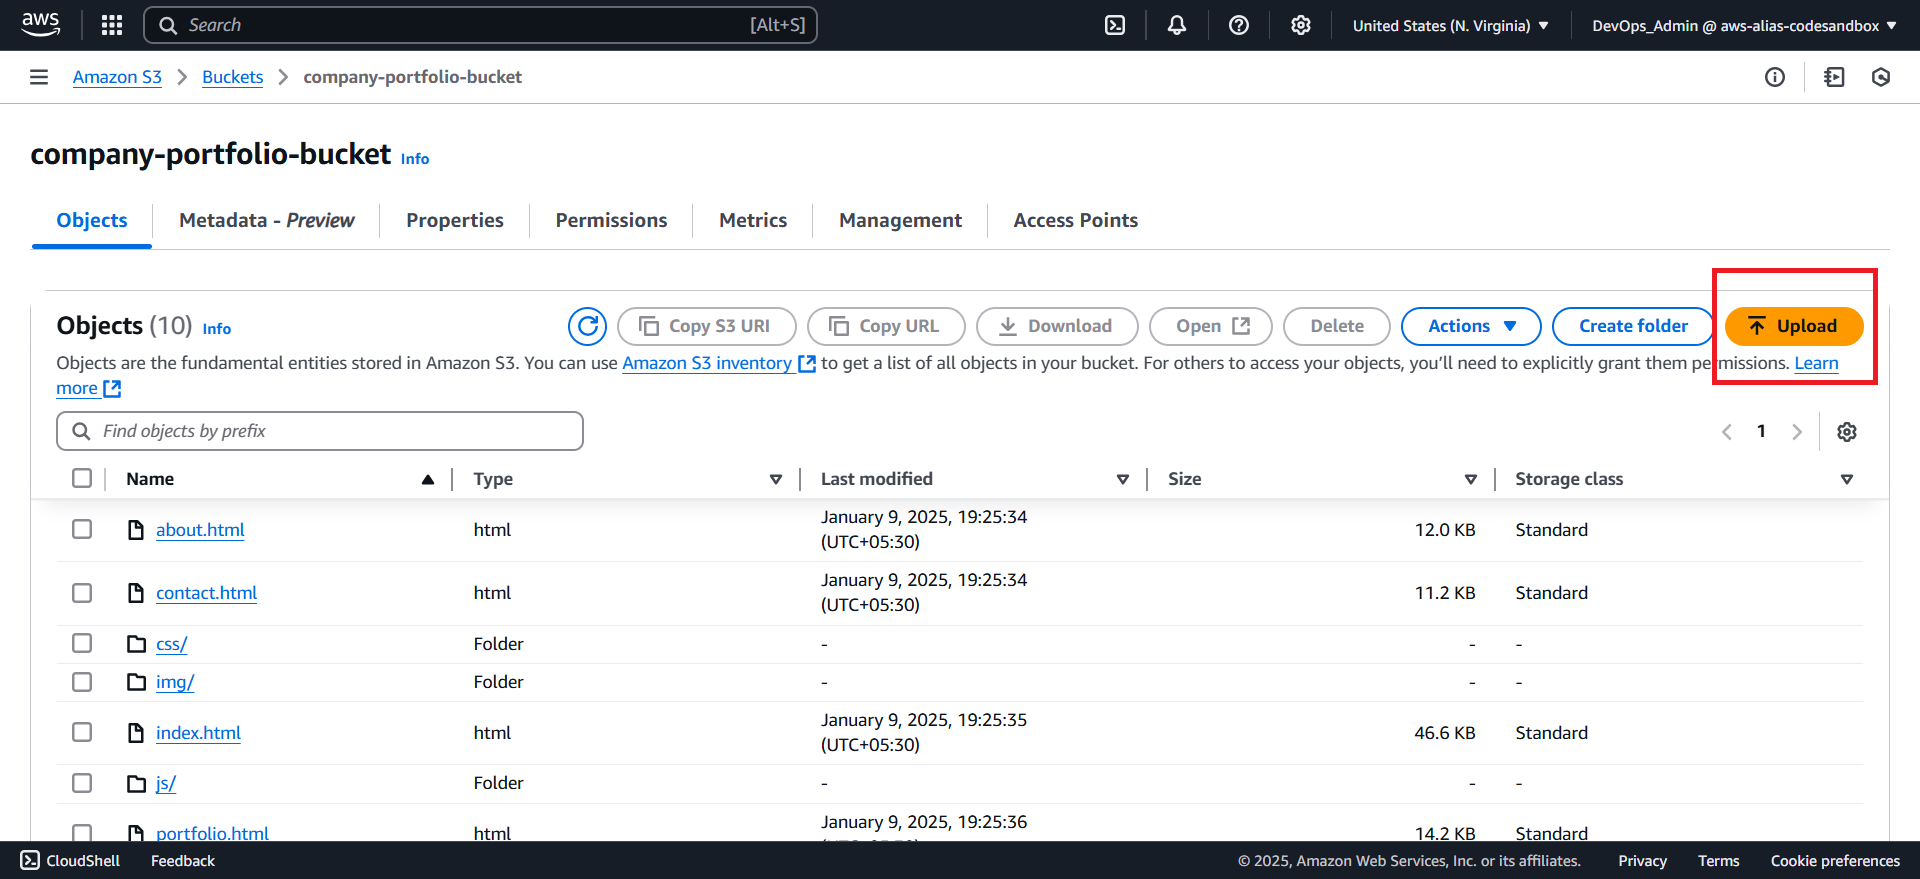 aws Search [Alt+S] United States (N. Virginia) DevOps_Admin @ aws-alias-codesandbox
Amazon S3 Buckets company-portfolio-bucket
company-portfolio-bucket Info
Objects Metadata - Preview Properties Permissions Metrics Management Access Points
Objects (10) Info Copy S3 URI Copy URL Download Open Delete Actions Create folder Upload
Objects are the fundamental entities stored in Amazon S3. You can use Amazon S3 inventory to get a list of all objects in your bucket. For others to access your objects, you'll need to explicitly grant them permissions. Learn
more
Find objects by prefix 1
Name Type Last modified Size Storage class
about.html html January 9, 2025, 19:25:34 12.0 KB Standard
(UTC+05:30)
contact.html html January 9, 2025, 19:25:34 11.2 KB Standard
(UTC+05:30)
css/ Folder - - -
img/ Folder - - -
index.html html January 9, 2025, 19:25:35 46.6 KB Standard
(UTC+05:30)
js/ Folder - - -
portfolio.html html January 9, 2025, 19:25:36 14.2 KB Standard
CloudShell Feedback © 2025, Amazon Web Services, Inc. or its affiliates. Privacy Terms Cookie preferences